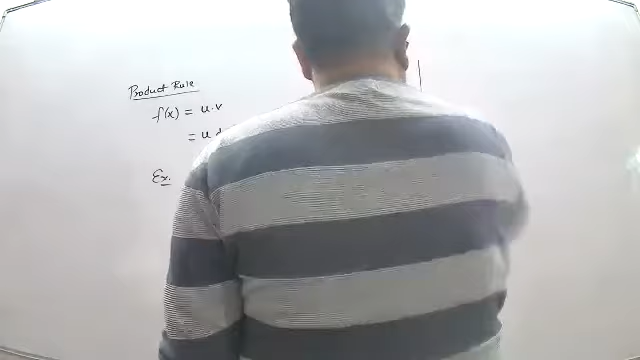 Product Rule
f(x) = u.v
= u d
Ex.